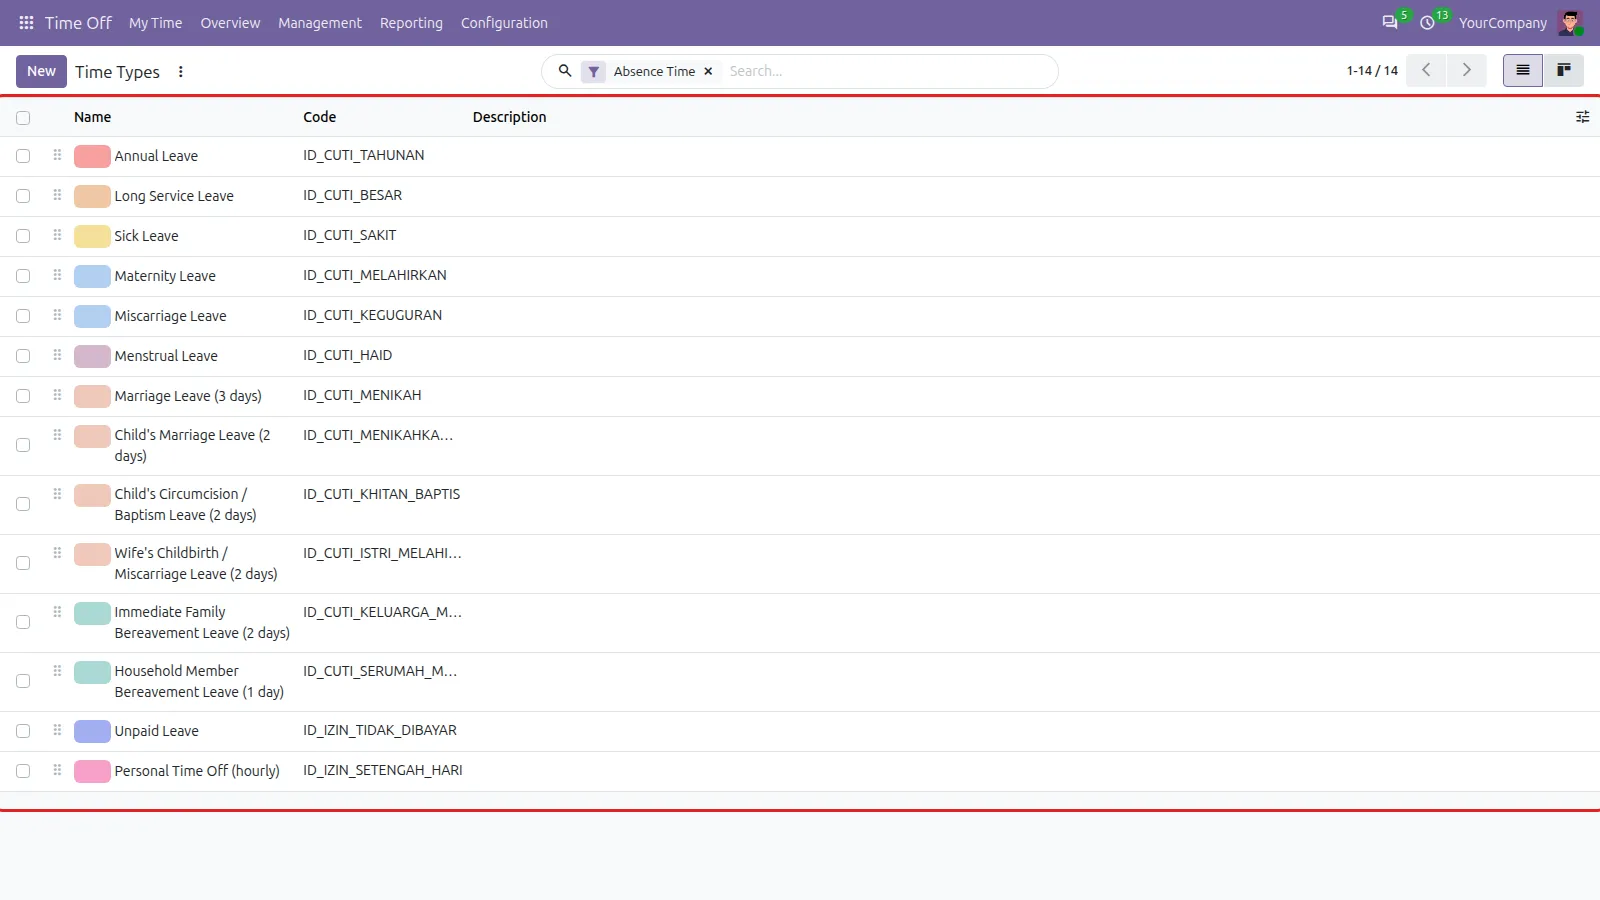 Time Off My Time Overview Management Reporting Configuration 5 13 YourCompany
New Time Types Absence Time × Search... 1-14 / 14
Name Code Description
Annual Leave ID_CUTI_TAHUNAN
Long Service Leave ID_CUTI_BESAR
Sick Leave ID_CUTI_SAKIT
Maternity Leave ID_CUTI_MELAHIRKAN
Miscarriage Leave ID_CUTI_KEGUGURAN
Menstrual Leave ID_CUTI_HAID
Marriage Leave (3 days) ID_CUTI_MENIKAH
Child's Marriage Leave (2 ID_CUTI_MENIKAHKA...
days)
Child's Circumcision / ID_CUTI_KHITAN_BAPTIS
Baptism Leave (2 days)
Wife's Childbirth / ID_CUTI_ISTRI_MELAHI...
Miscarriage Leave (2 days)
Immediate Family ID_CUTI_KELUARGA_M...
Bereavement Leave (2 days)
Household Member ID_CUTI_SERUMAH_M...
Bereavement Leave (1 day)
Unpaid Leave ID_IZIN_TIDAK_DIBAYAR
Personal Time Off (hourly) ID_IZIN_SETENGAH_HARI